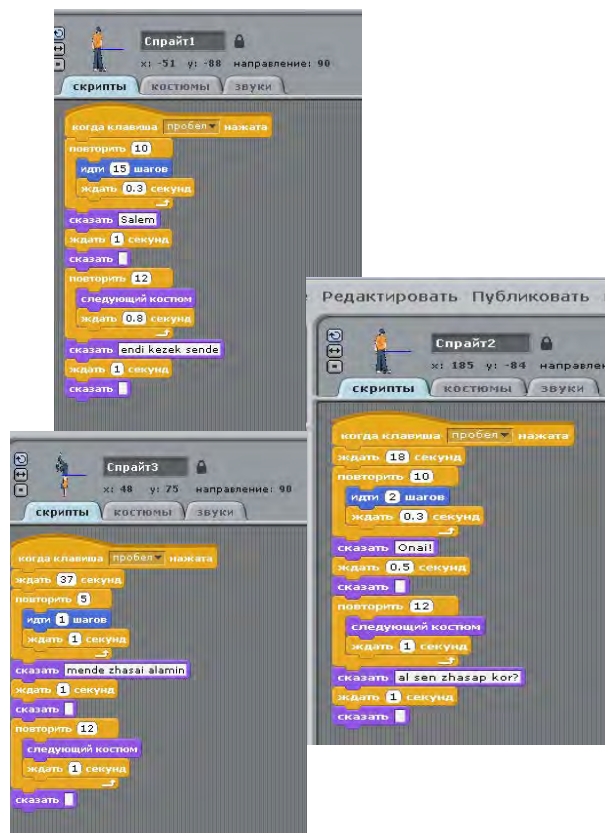 Спрайт1
x: -51 y: -88 направление: 90
скрипты костюмы звуки
когда клавиша пробел нажата
повторить 10
идти 15 шагов
ждать 0.3 секунд
сказать Salem
ждать 1 секунд
сказать
повторить 12
следующий костюм
ждать 0.8 секунд
сказать endi kezek sende
ждать 1 секунд
сказать
Редактировать Публиковать
Спрайт2
x: 185 y: -84 направлен
скрипты костюмы звуки
когда клавиша пробел нажата
ждать 18 секунд
повторить 10
идти 2 шагов
ждать 0.3 секунд
сказать Onai!
ждать 0.5 секунд
сказать
повторить 12
следующий костюм
ждать 1 секунд
сказать al sen zhasap kor?
ждать 1 секунд
сказать
Спрайт3
x: 48 y: 75 направление: 90
скрипты костюмы звуки
когда клавиша пробел нажата
ждать 37 секунд
повторить 5
идти 1 шагов
ждать 1 секунд
сказать mende zhasai alamin
ждать 1 секунд
сказать
повторить 12
следующий костюм
ждать 1 секунд
сказать